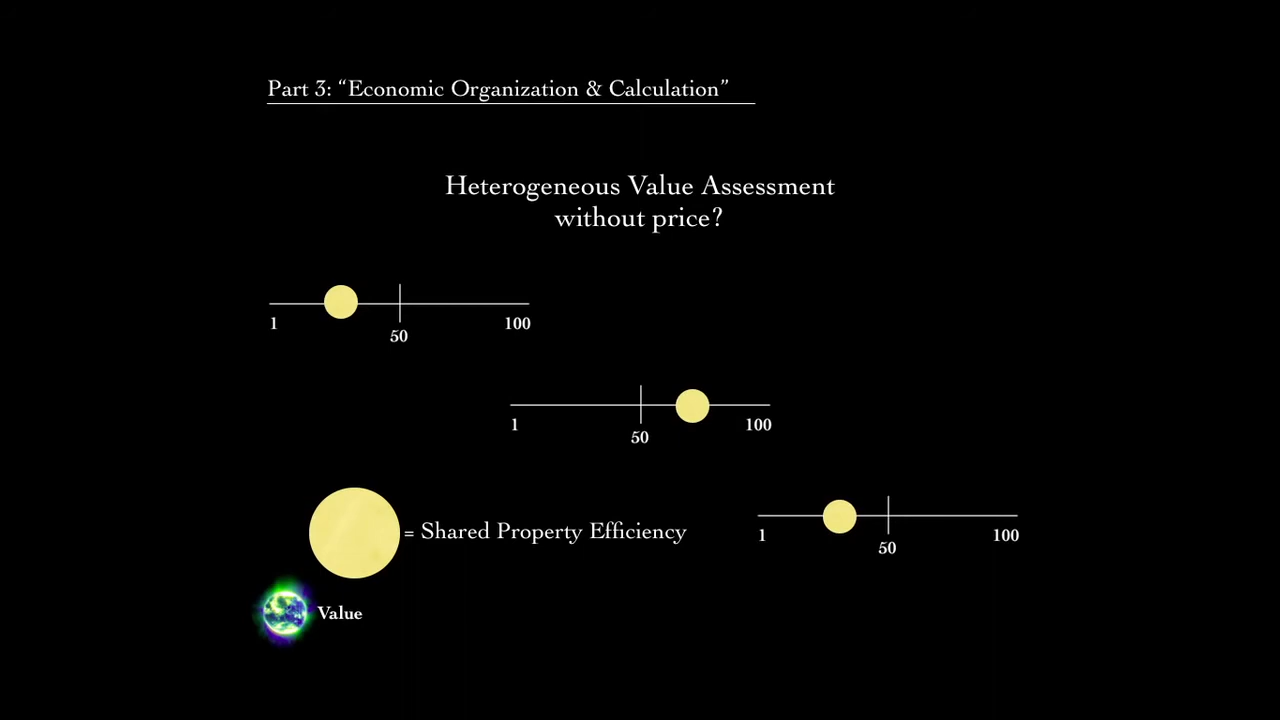 Part 3: “Economic Organization & Calculation”
Heterogeneous Value Assessment
without price?
1 50 100
1 50 100
= Shared Property Efficiency
1 50 100
Value